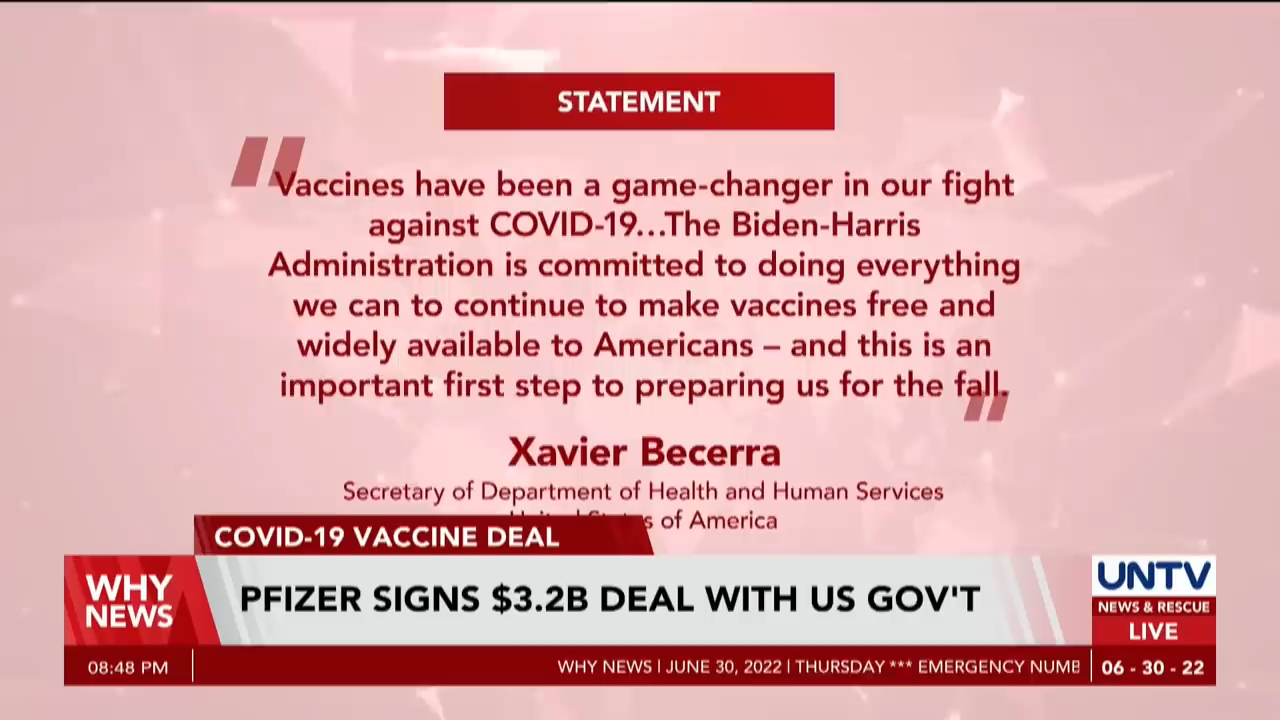 STATEMENT
"Vaccines have been a game-changer in our fight
against COVID-19...The Biden-Harris
Administration is committed to doing everything
we can to continue to make vaccines free and
widely available to Americans – and this is an
important first step to preparing us for the fall."
Xavier Becerra
Secretary of Department of Health and Human Services
of America
COVID-19 VACCINE DEAL
WHY
NEWS
PFIZER SIGNS $3.2B DEAL WITH US GOV'T
UNTV
NEWS & RESCUE
LIVE
08:48 PM
WHY NEWS | JUNE 30, 2022 | THURSDAY *** EMERGENCY NUMB
06 - 30 - 22